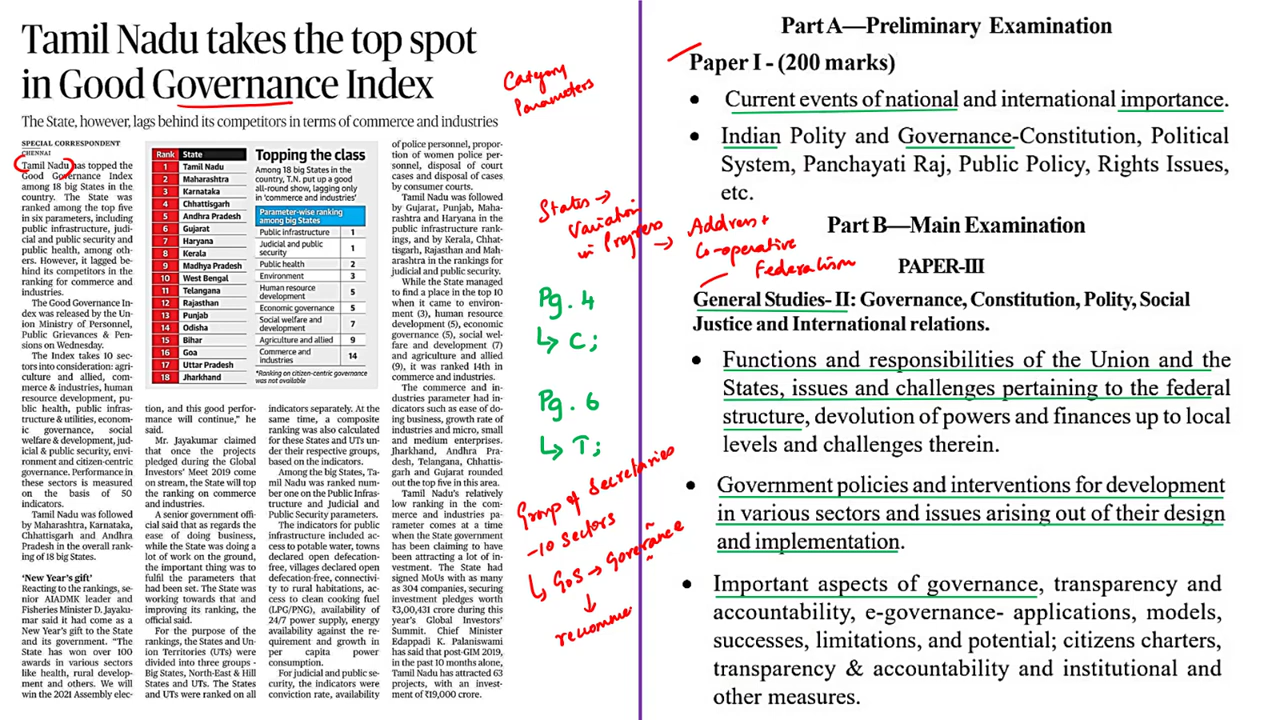 Tamil Nadu takes the top spot
in Good Governance Index
The State, however, lags behind its competitors in terms of commerce and industries
SPECIAL CORRESPONDENT
CHENNAI
Tamil Nadu has topped the
Good Governance Index
among 18 big States in the
country. The State was
ranked among the top five
in six parameters, including
public infrastructure, judi-
cial and public security and
public health, among oth-
ers. However, it lagged be-
hind its competitors in the
ranking for commerce and
industries.
The Good Governance In-
dex was released by the Un-
ion Ministry of Personnel,
Public Grievances & Pen-
sions on Wednesday.
The Index takes 10 sec-
tors into consideration: agri-
culture and allied, com-
merce & industries, human
resource development, pu-
blic health, public infras-
tructure & utilities, econom-
ic governance, social
welfare & development, jud-
icial & public security, envi-
ronment and citizen-centric
governance. Performance in
these sectors is measured
on the basis of 50
indicators.
Tamil Nadu was followed
by Maharashtra, Karnataka,
Chhattisgarh and Andhra
Pradesh in the overall rank-
ing of 18 big States.
'New Year's gift'
Reacting to the rankings, se-
nior AIADMK leader and
Fisheries Minister D. Jayaku-
mar said it had come as a
New Year's gift to the State
and its government. "The
State has won over 100
awards in various sectors
like health, rural develop-
ment and others. We will
win the 2021 Assembly elec-
Rank State
1 Tamil Nadu
2 Maharashtra
3 Karnataka
4 Chhattisgarh
5 Andhra Pradesh
6 Gujarat
7 Haryana
8 Kerala
9 Madhya Pradesh
10 West Bengal
11 Telangana
12 Rajasthan
13 Punjab
14 Odisha
15 Bihar
16 Goa
17 Uttar Pradesh
18 Jharkhand
Topping the class
Among 18 big States in the
country, T.N. put up a good
all-round show, lagging only
in 'commerce and industries'
Parameter-wise ranking
among big States
Public infrastructure 1
Judicial and public
security 1
Public health 2
Environment 3
Human resource
development 5
Economic governance 5
Social welfare and
development 7
Agriculture and allied 9
Commerce and
industries 14
*Ranking on citizen-centric governance
was not available
tion, and this good perfor-
mance will continue," he
said.
Mr. Jayakumar claimed
that once the projects
pledged during the Global
Investors' Meet 2019 come
on stream, the State will top
the ranking on commerce
and industries.
A senior government offi-
cial said that as regards the
ease of doing business,
while the State was doing a
lot of work on the ground,
the important thing was to
fulfil the parameters that
had been set. The State was
working towards that and
improving its ranking, the
official said.
For the purpose of the
rankings, the States and Un-
ion Territories (UTs) were
divided into three groups -
Big States, North-East & Hill
States and UTs. The States
and UTs were ranked on all
indicators separately. At the
same time, a composite
ranking was also calculated
for these States and UTs un-
der their respective groups,
based on the indicators.
Among the big States, Ta-
mil Nadu was ranked num-
ber one on the Public Infras-
tructure and Judicial and
Public Security parameters.
The indicators for public
infrastructure included ac-
cess to potable water, towns
declared open defecation-
free, villages declared open
defecation-free, connectivi-
ty to rural habitations, ac-
cess to clean cooking fuel
(LPG/PNG), availability of
24/7 power supply, energy
availability against the re-
quirement and growth in
per capita power
consumption.
For judicial and public se-
curity, the indicators were
conviction rate, availability
of police personnel, propor-
tion of women police per-
sonnel, disposal of court
cases and disposal of cases
by consumer courts.
Tamil Nadu was followed
by Gujarat, Punjab, Maha-
rashtra and Haryana in the
public infrastructure rank-
ings, and by Kerala, Chhat-
tisgarh, Rajasthan and Mah-
arashtra in the rankings for
judicial and public security.
While the State managed
to find a place in the top 10
when it came to environ-
ment (3), human resource
development (5), economic
governance (5), social wel-
fare and development (7)
and agriculture and allied
(9), it was ranked 14th in
commerce and industries.
The commerce and in-
dustries parameter had in-
dicators such as ease of do-
ing business, growth rate of
industries and micro, small
and medium enterprises.
Jharkhand, Andhra Pra-
desh, Telangana, Chhattis-
garh and Gujarat rounded
out the top five in this area.
Tamil Nadu's relatively
low ranking in the com-
merce and industries pa-
rameter comes at a time
when the State government
has been claiming to have
been attracting a lot of in-
vestment. The State had
signed MoUs with as many
as 304 companies, securing
investment pledges worth
₹3,00,431 crore during this
year's Global Investors'
Summit. Chief Minister
Edappadi K. Palaniswami
has said that post-GIM 2019,
in the past 10 months alone,
Tamil Nadu has attracted 63
projects, with an invest-
ment of ₹19,000 crore.
Category
Parameters
States →
Variation
in Progress → Address +
Co-operative
Federalism
Pg. 4
↳ C;
Pg. 6
↳ T;
Group of Secretaries
- 10 Sectors
↳ GoS → Governance
↓
recomme
Part A—Preliminary Examination
Paper I - (200 marks)
• Current events of national and international importance.
• Indian Polity and Governance-Constitution, Political
System, Panchayati Raj, Public Policy, Rights Issues,
etc.
Part B—Main Examination
PAPER-III
General Studies- II: Governance, Constitution, Polity, Social
Justice and International relations.
• Functions and responsibilities of the Union and the
States, issues and challenges pertaining to the federal
structure, devolution of powers and finances up to local
levels and challenges therein.
• Government policies and interventions for development
in various sectors and issues arising out of their design
and implementation.
• Important aspects of governance, transparency and
accountability, e-governance- applications, models,
successes, limitations, and potential; citizens charters,
transparency & accountability and institutional and
other measures.